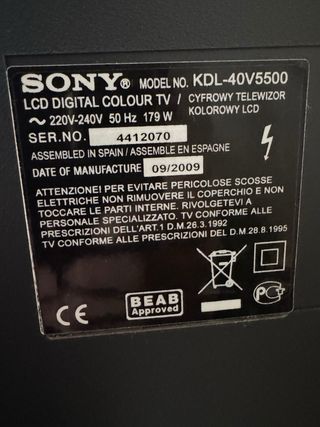 SONY® MODEL NO. KDL-40V5500
LCD DIGITAL COLOUR TV / CYFROWY TELEWIZOR KOLOROWY LCD
~ 220V-240V 50 Hz 179 W
SER.NO. 4412070
ASSEMBLED IN SPAIN / ASSEMBLE EN ESPAGNE
DATE OF MANUFACTURE 09/2009
ATTENZIONE! PER EVITARE PERICOLOSE SCOSSE
ELETTRICHE NON RIMUOVERE IL COPERCHIO E NON
TOCCARE LE PARTI INTERNE. RIVOLGETEVI A
PERSONALE SPECIALIZZATO. TV CONFORME ALLE
PRESCRIZIONI DELL'ART.1 D.M.26.3.1992
TV CONFORME ALLE PRESCRIZIONI DEL D.M.28.8.1995
CE
BEAB
Approved